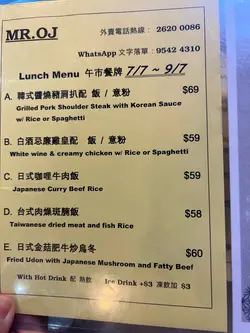 MR.OJ
外賣電話熱線: 2620 0086
WhatsApp 文字落單: 9542 4310
Lunch Menu 午市餐牌 7/7 ~ 9/7
A. 韓式醬燒豬肩扒配 飯 / 意粉 $69
Grilled Pork Shoulder Steak with Korean Sauce
w/ Rice or Spaghetti
B. 白酒忌廉雞皇配 飯 / 意粉 $59
White wine & creamy chicken w/ Rice or Spaghetti
C. 日式咖喱牛肉飯 $59
Japanese Curry Beef Rice
D. 台式肉燥斑腩飯 $58
Taiwanese dried meat and fish Rice
E. 日式金菇肥牛炒烏冬 $60
Fried Udon with Japanese Mushroom and Fatty Beef
With Hot Drink 配 熱飲 Ice Drink +$3 凍飲加 $3